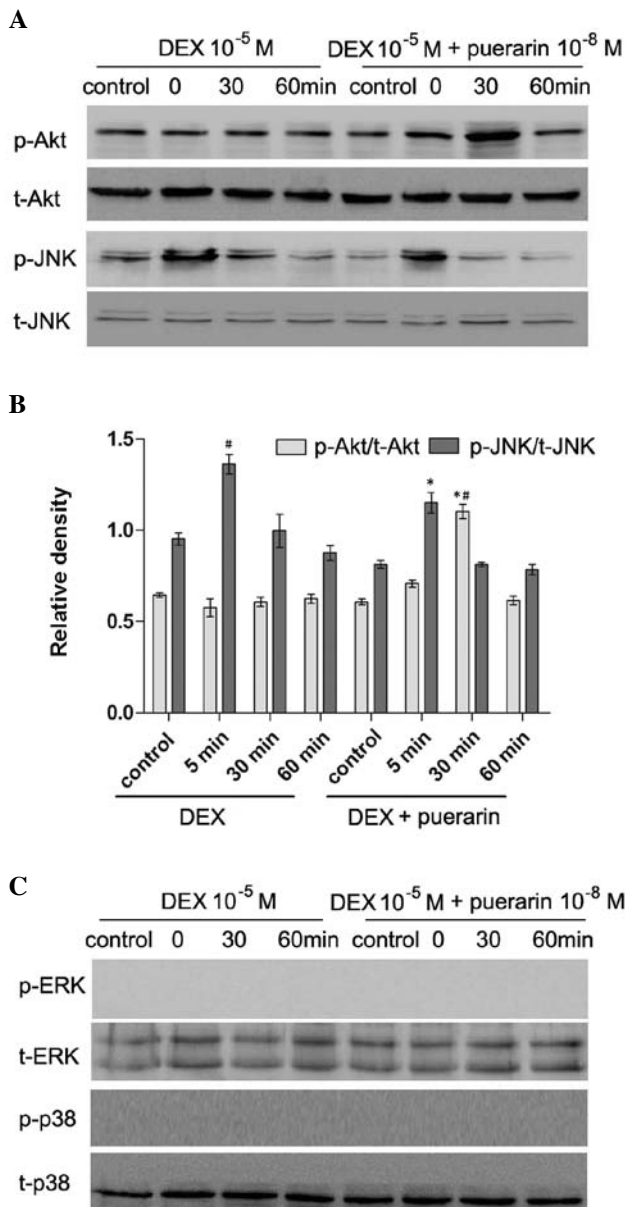 A
DEX 10⁻⁵ M DEX 10⁻⁵ M + puerarin 10⁻⁸ M
control 0 30 60min control 0 30 60min
p-Akt
t-Akt
p-JNK
t-JNK
B
1.5
1.0
0.5
0.0
Relative density
p-Akt/t-Akt p-JNK/t-JNK
#
*
*#
control 5 min 30 min 60 min control 5 min 30 min 60 min
DEX DEX + puerarin
C
DEX 10⁻⁵ M DEX 10⁻⁵ M + puerarin 10⁻⁸ M
control 0 30 60min control 0 30 60min
p-ERK
t-ERK
p-p38
t-p38